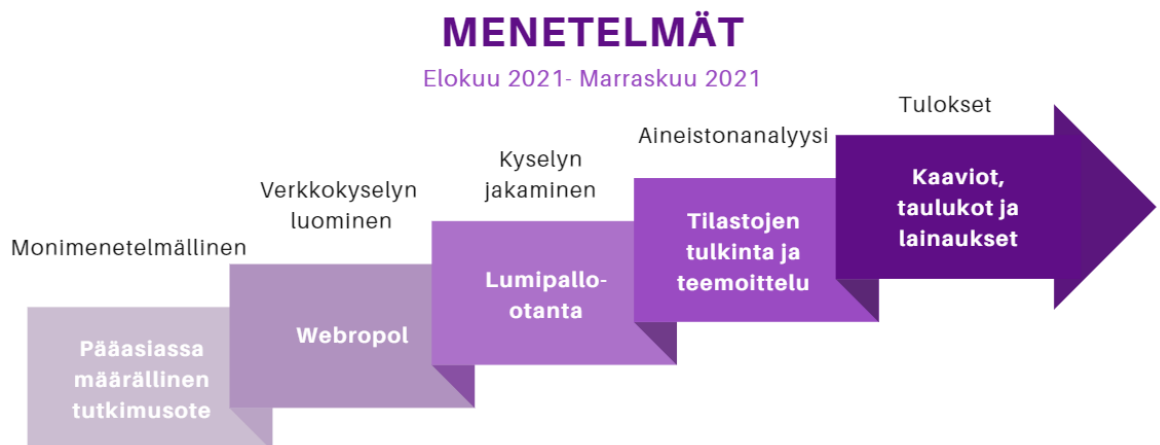 MENETELMÄT
Elokuu 2021- Marraskuu 2021
Monimenetelmällinen
Pääasiassa
määrällinen
tutkimusote
Verkkokyselyn
luominen
Webropol
Kyselyn
jakaminen
Lumipallo-
otanta
Aineistonanalyysi
Tilastojen
tulkinta ja
teemoittelu
Tulokset
Kaaviot,
taulukot ja
lainaukset